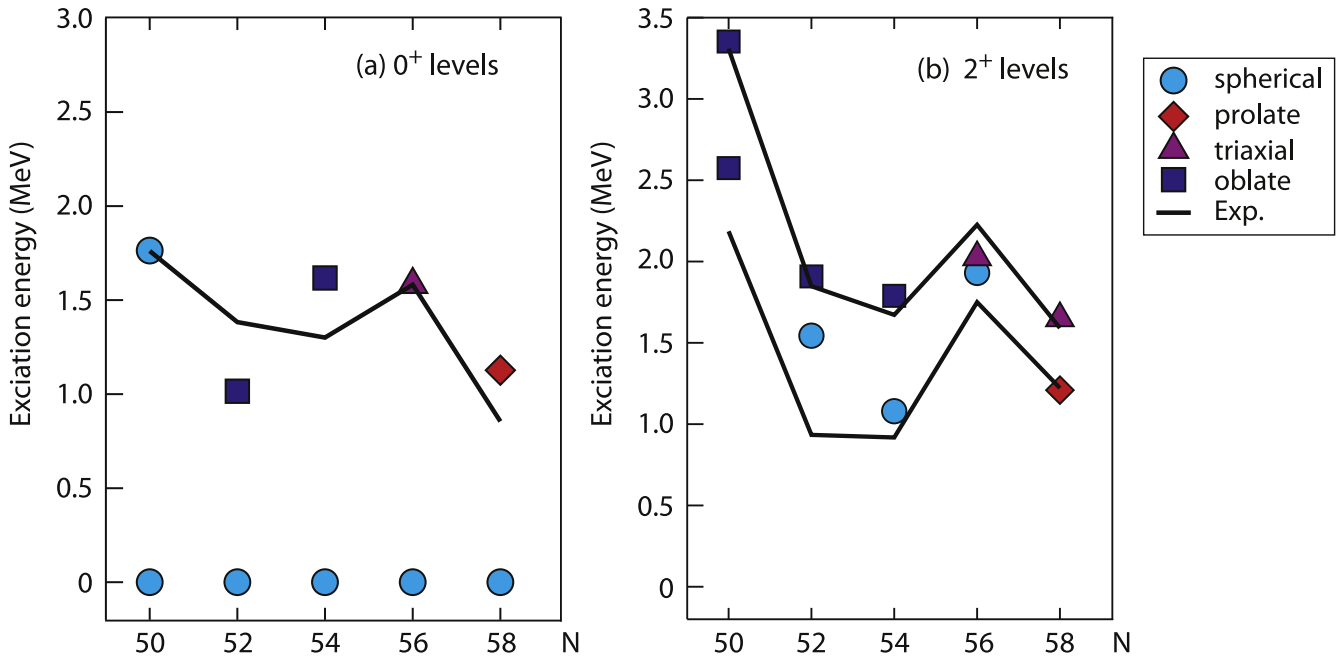 (a) 0⁺ levels
Exciation energy (MeV)
3.0
2.5
2.0
1.5
1.0
0.5
0
50 52 54 56 58 N
(b) 2⁺ levels
Exciation energy (MeV)
3.5
3.0
2.5
2.0
1.5
1.0
0.5
0
50 52 54 56 58 N
spherical
prolate
triaxial
oblate
Exp.